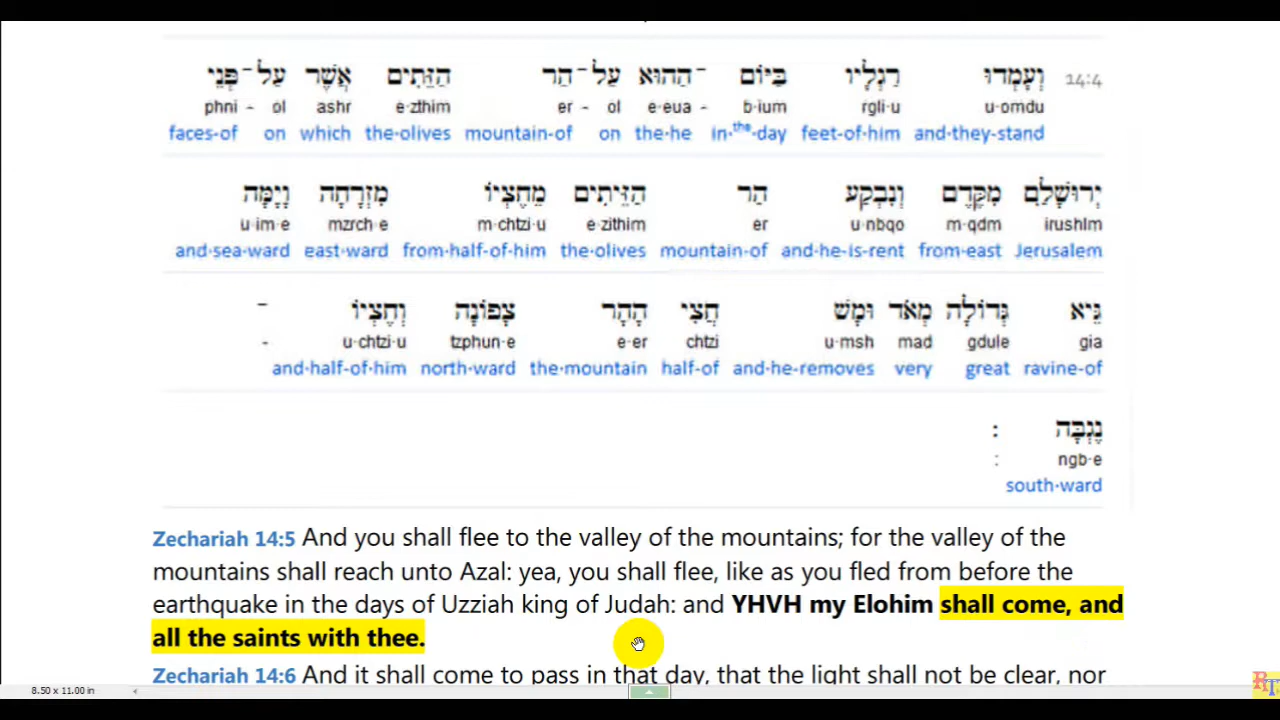 14:4 וְעָמְדוּ רַגְלָיו בַּיּוֹם ־הַהוּא עַל ־הַר הַזֵּתִים אֲשֶׁר עַל ־פְּנֵי
phni - ol ashr e·zthim er - ol e·eua - b·ium rgli·u u·omdu
faces-of on which the·olives mountain-of on the·he in·the·day feet-of·him and·they-stand
יְרוּשָׁלִַם מִקֶּדֶם וְנִבְקַע הַר הַזֵּיתִים מֵחֶצְיוֹ מִזְרָחָה וָיָמָּה
u·im·e mzrch·e m·chtzi·u e·zithim er u·nbqo m·qdm irushlm
and·sea·ward east·ward from·half-of·him the·olives mountain-of and·he-is-rent from·east Jerusalem
גֵּיא גְּדוֹלָה מְאֹד וּמָשׁ חֲצִי הָהָר צָפוֹנָה וְחֶצְיוֹ ־
- u·chtzi·u tzphun·e e·er chtzi u·msh mad gdule gia
and·half-of·him north·ward the·mountain half-of and·he-removes very great ravine-of
נֶגְבָּה :
: ngb·e
south·ward
Zechariah 14:5 And you shall flee to the valley of the mountains; for the valley of the
mountains shall reach unto Azal: yea, you shall flee, like as you fled from before the
earthquake in the days of Uzziah king of Judah: and YHVH my Elohim shall come, and
all the saints with thee.
Zechariah 14:6 And it shall come to pass in that day, that the light shall not be clear, nor
8.50 x 11.00 in
RT